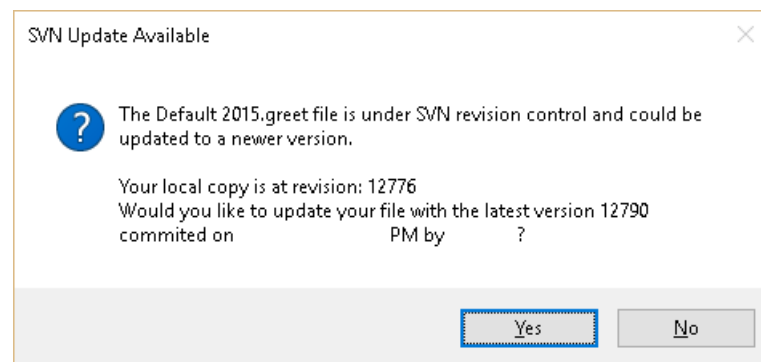 SVN Update Available
The Default 2015.greet file is under SVN revision control and could be
updated to a newer version.
Your local copy is at revision: 12776
Would you like to update your file with the latest version 12790
commited on PM by ?
Yes
No